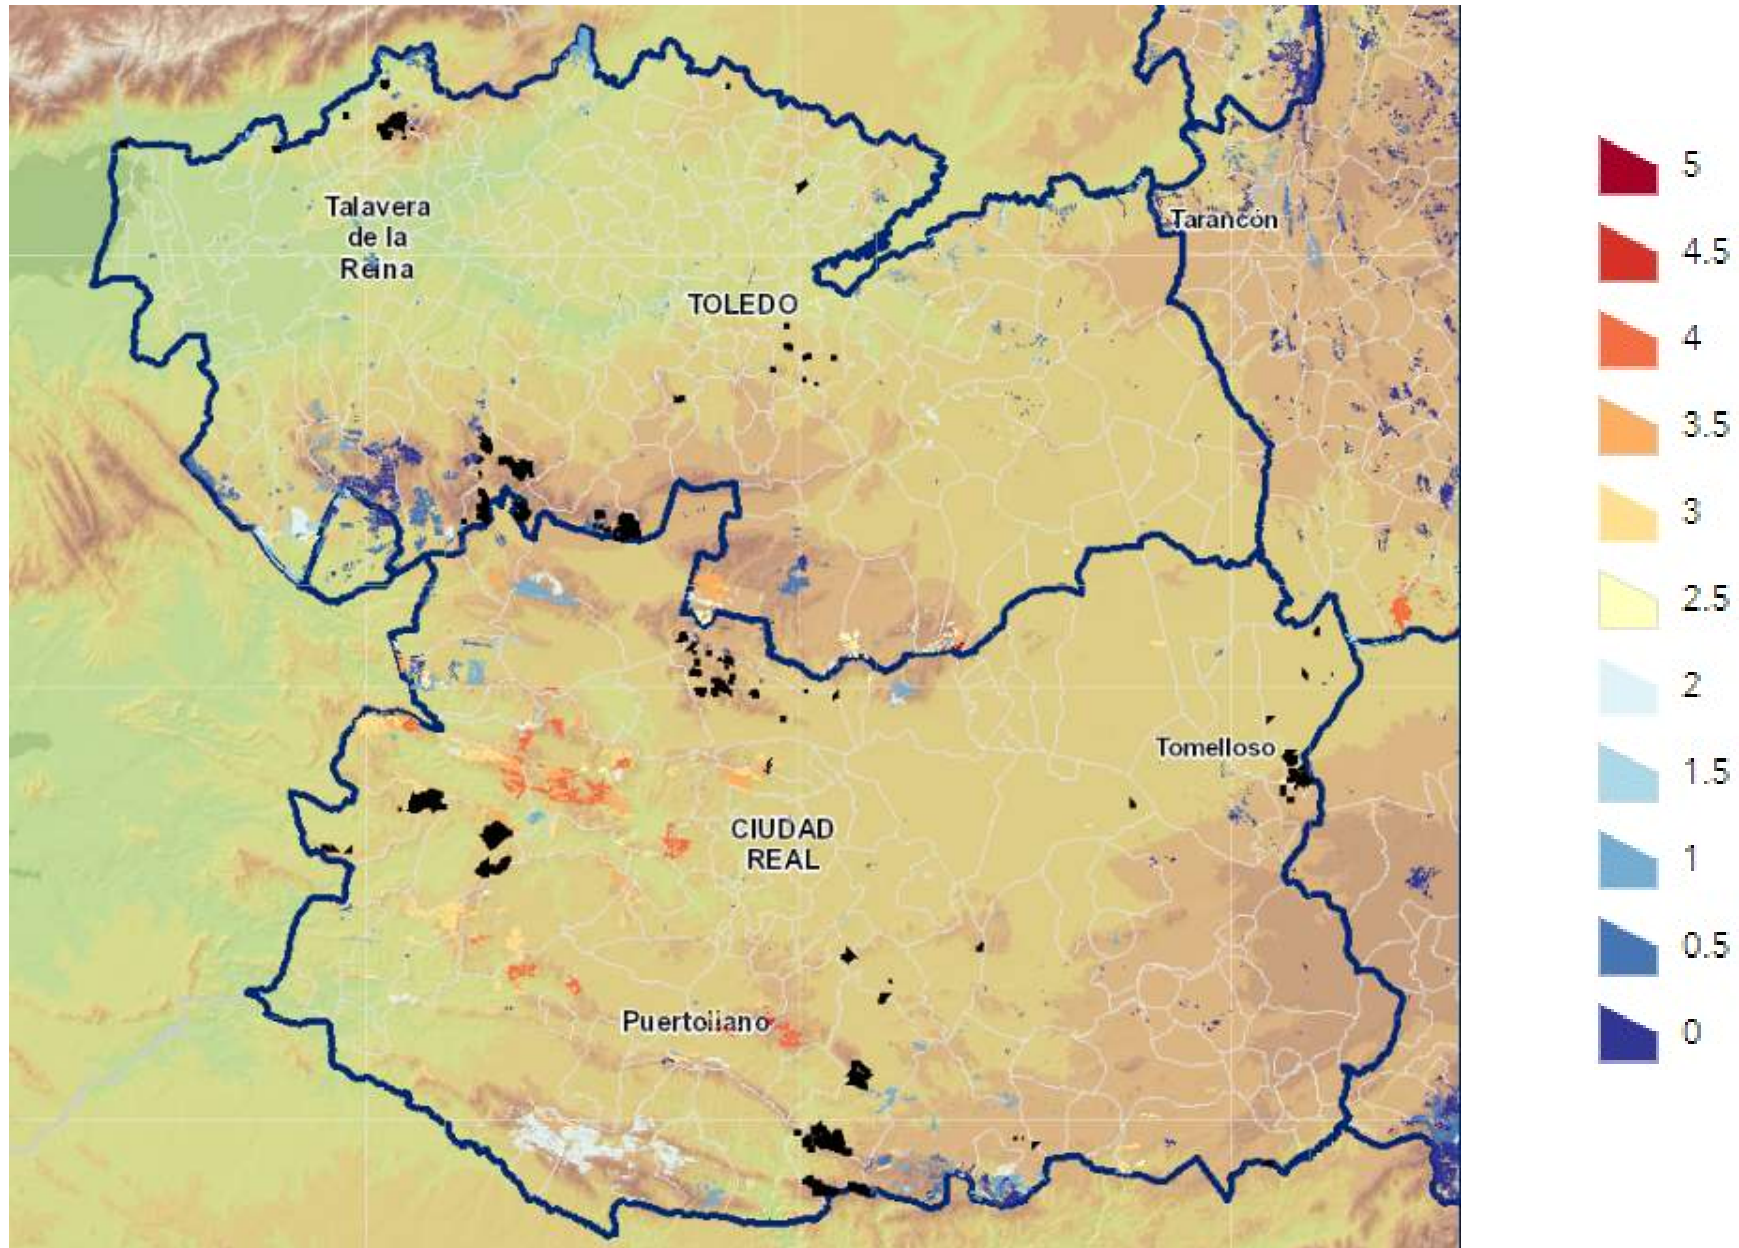 Talavera
de la
Reina
Tarancón
TOLEDO
Tomelloso
CIUDAD
REAL
Puertollano
5
4.5
4
3.5
3
2.5
2
1.5
1
0.5
0